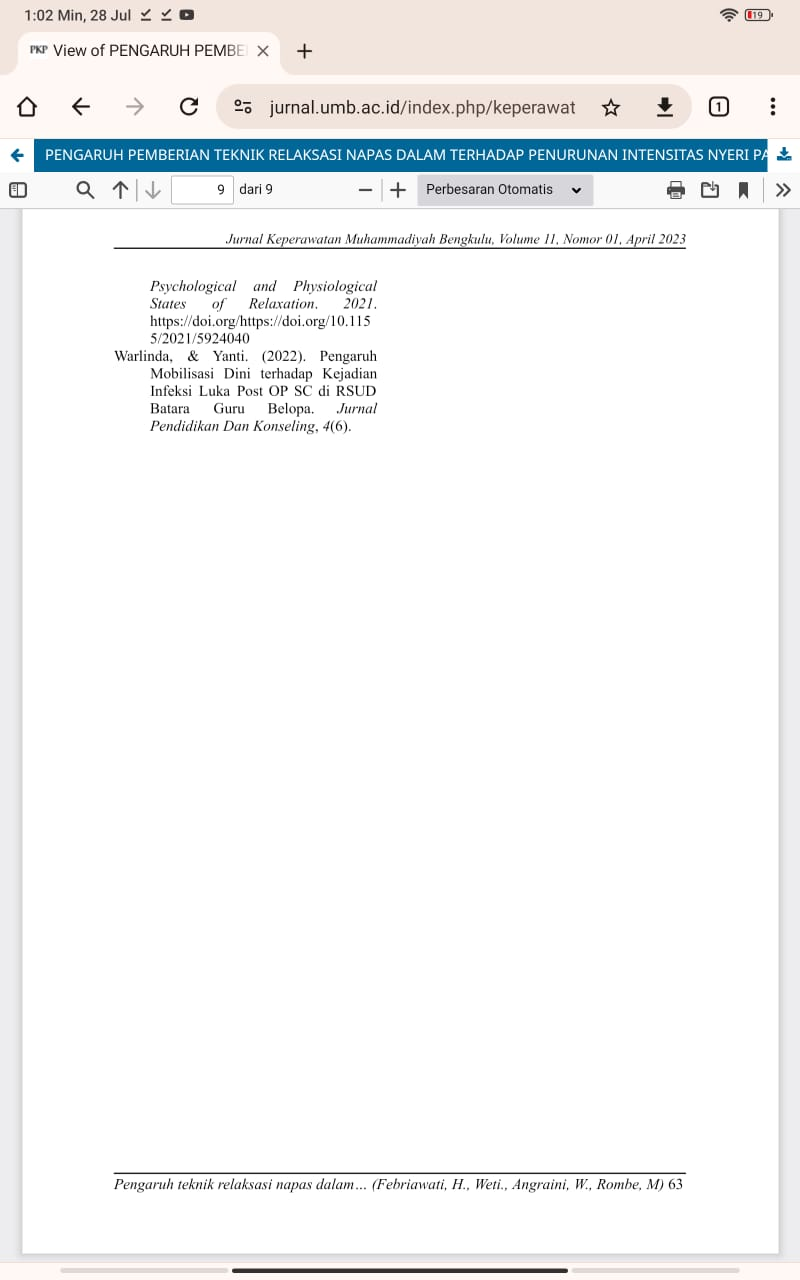 1:02 Min, 28 Jul
19
PKP View of PENGARUH PEMBE
jurnal.umb.ac.id/index.php/keperawat
1
PENGARUH PEMBERIAN TEKNIK RELAKSASI NAPAS DALAM TERHADAP PENURUNAN INTENSITAS NYERI PA
9 dari 9
Perbesaran Otomatis
Jurnal Keperawatan Muhammadiyah Bengkulu, Volume 11, Nomor 01, April 2023
Psychological and Physiological
States of Relaxation. 2021.
https://doi.org/https://doi.org/10.115
5/2021/5924040
Warlinda, & Yanti. (2022). Pengaruh
Mobilisasi Dini terhadap Kejadian
Infeksi Luka Post OP SC di RSUD
Batara Guru Belopa. Jurnal
Pendidikan Dan Konseling, 4(6).
Pengaruh teknik relaksasi napas dalam… (Febriawati, H., Weti., Angraini, W., Rombe, M) 63